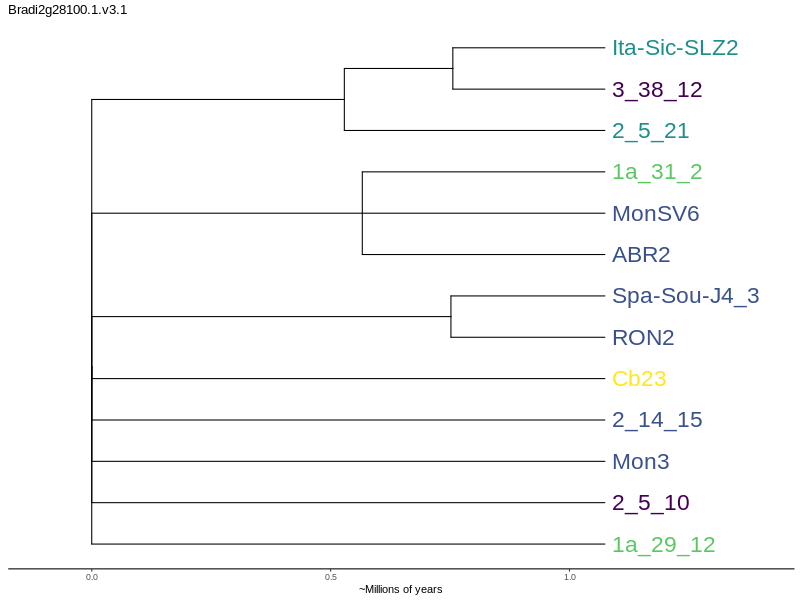 Bradi2g28100.1.v3.1
Ita-Sic-SLZ2
3_38_12
2_5_21
1a_31_2
MonSV6
ABR2
Spa-Sou-J4_3
RON2
Cb23
2_14_15
Mon3
2_5_10
1a_29_12
0.0 0.5 1.0
~Millions of years